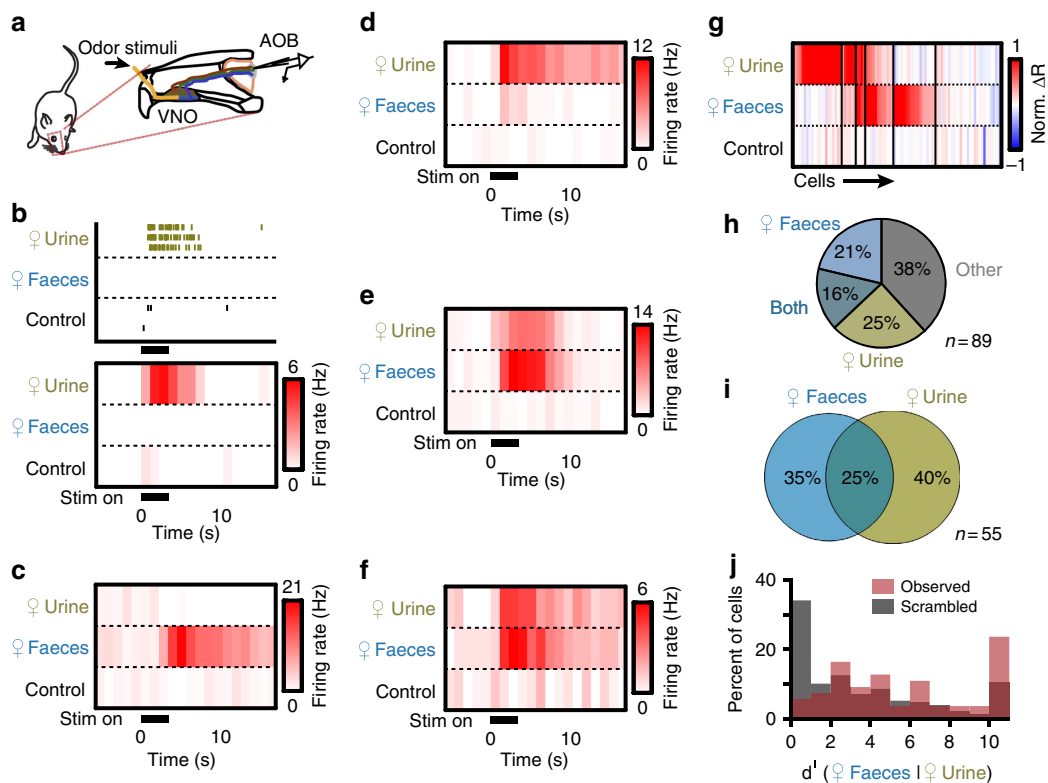 a
Odor stimuli
AOB
VNO
b
♀ Urine
♀ Faeces
Control
♀ Urine
♀ Faeces
Control
Stim on
0
10
Time (s)
6
0
Firing rate (Hz)
c
♀ Urine
♀ Faeces
Control
Stim on
0
10
Time (s)
21
0
Firing rate (Hz)
d
♀ Urine
♀ Faeces
Control
Stim on
0
10
Time (s)
12
0
Firing rate (Hz)
e
♀ Urine
♀ Faeces
Control
Stim on
0
10
Time (s)
14
0
Firing rate (Hz)
f
♀ Urine
♀ Faeces
Control
Stim on
0
10
Time (s)
6
0
Firing rate (Hz)
g
♀ Urine
♀ Faeces
Control
Cells
1
−1
Norm. ΔR
h
♀ Faeces
21%
38%
Other
Both
16%
25%
♀ Urine
n=89
i
♀ Faeces
♀ Urine
35%
25%
40%
n=55
j
40
20
0
Percent of cells
Observed
Scrambled
0 2 4 6 8 10
d' (♀ Faeces I ♀ Urine)